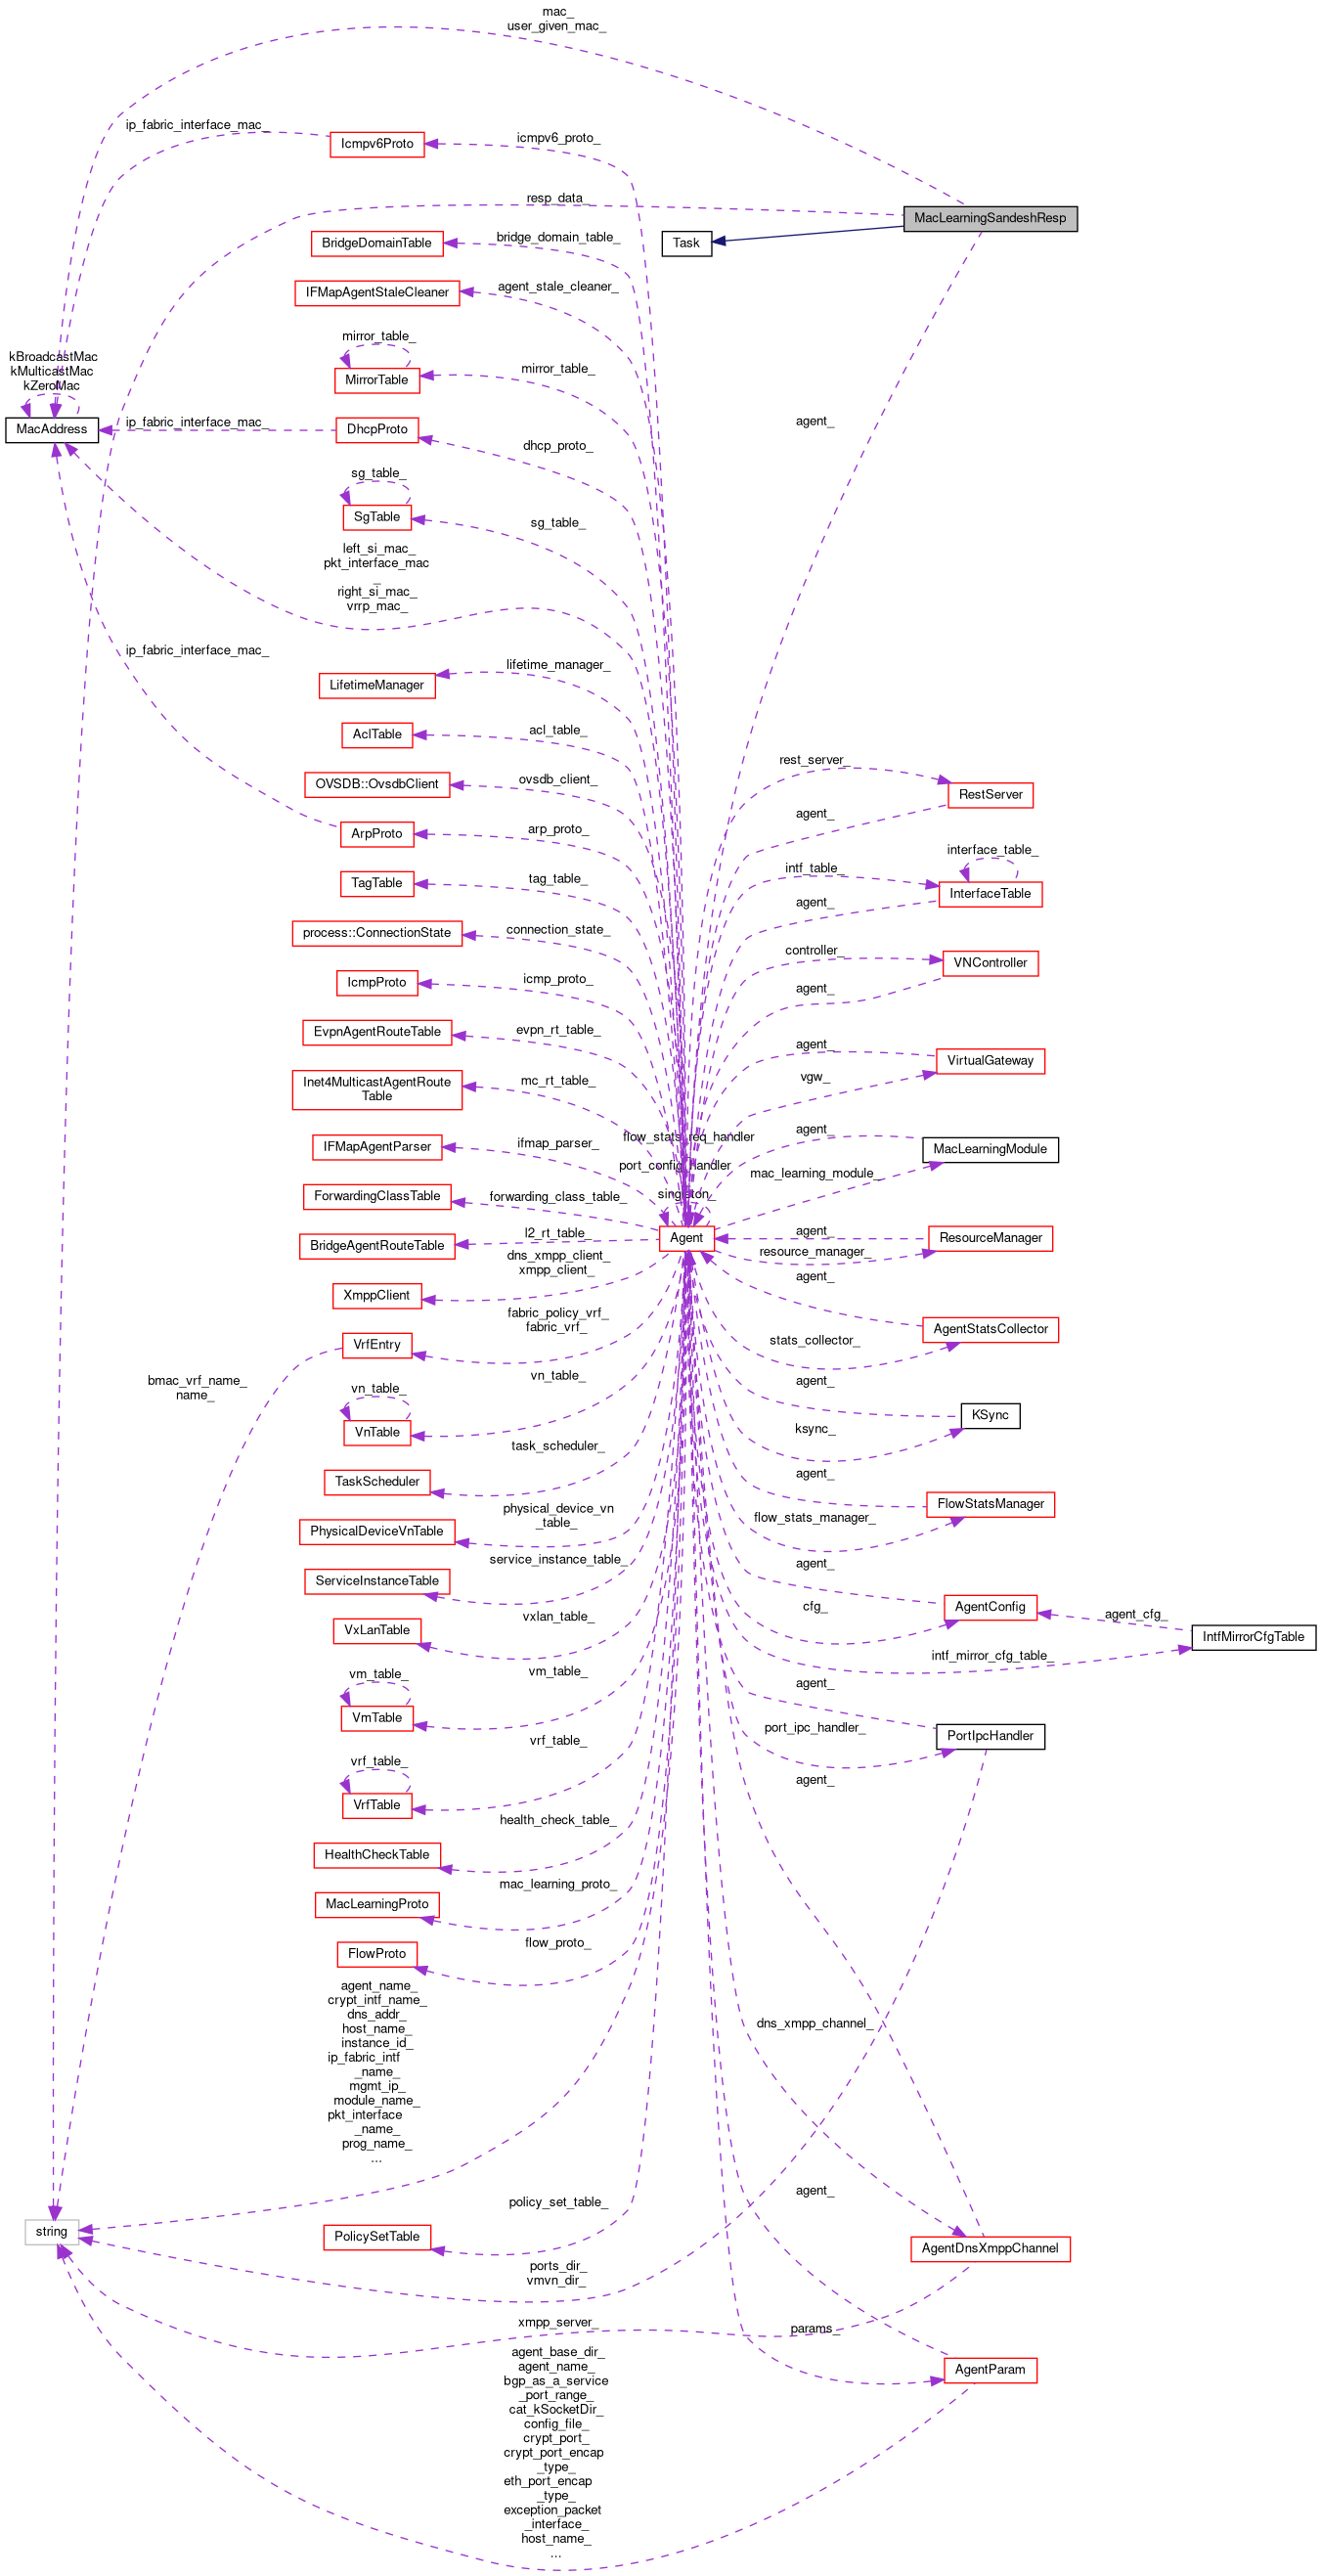 mac_
user_given_mac_
ip_fabric_interface_mac_
Icmpv6Proto
icmpv6_proto_
resp_data_
MacLearningSandeshResp
BridgeDomainTable
bridge_domain_table_
Task
IFMapAgentStaleCleaner
agent_stale_cleaner_
mirror_table_
MirrorTable
mirror_table_
kBroadcastMac
kMulticastMac
kZeroMac
MacAddress
ip_fabric_interface_mac_
DhcpProto
dhcp_proto_
agent_
sg_table_
SgTable
sg_table_
left_si_mac_
pkt_interface_mac
_
right_si_mac_
vrrp_mac_
ip_fabric_interface_mac_
LifetimeManager
lifetime_manager_
AclTable
acl_table_
OVSDB::OvsdbClient
ovsdb_client_
rest_server_
RestServer
agent_
ArpProto
arp_proto_
interface_table_
TagTable
tag_table_
intf_table_
InterfaceTable
agent_
process::ConnectionState
connection_state_
controller_
VNController
agent_
IcmpProto
icmp_proto_
EvpnAgentRouteTable
evpn_rt_table_
agent_
VirtualGateway
vgw_
Inet4MulticastAgentRoute
Table
mc_rt_table_
IFMapAgentParser
ifmap_parser_
flow_stats_req_handler
port_config_handler
singleton_
agent_
MacLearningModule
mac_learning_module_
ForwardingClassTable
forwarding_class_table_
Agent
BridgeAgentRouteTable
l2_rt_table_
agent_
ResourceManager
resource_manager_
XmppClient
dns_xmpp_client_
xmpp_client_
agent_
AgentStatsCollector
stats_collector_
VrfEntry
fabric_policy_vrf_
fabric_vrf_
bmac_vrf_name_
name_
vn_table_
VnTable
vn_table_
agent_
KSync
ksync_
TaskScheduler
task_scheduler_
agent_
FlowStatsManager
flow_stats_manager_
PhysicalDeviceVnTable
physical_device_vn
_table_
ServiceInstanceTable
service_instance_table_
agent_
AgentConfig
cfg_
agent_cfg_
IntfMirrorCfgTable
intf_mirror_cfg_table_
VxLanTable
vxlan_table_
vm_table_
VmTable
vm_table_
agent_
PortIpcHandler
port_ipc_handler_
vrf_table_
VrfTable
vrf_table_
agent_
HealthCheckTable
health_check_table_
MacLearningProto
mac_learning_proto_
FlowProto
flow_proto_
agent_name_
crypt_intf_name_
dns_addr_
host_name_
instance_id_
ip_fabric_intf
_name_
mgmt_ip_
module_name_
pkt_interface
_name_
prog_name_
...
dns_xmpp_channel_
string
PolicySetTable
policy_set_table_
agent_
AgentDnsXmppChannel
ports_dir_
vmvn_dir_
xmpp_server_
params_
AgentParam
agent_base_dir_
agent_name_
bgp_as_a_service
_port_range_
cat_kSocketDir_
config_file_
crypt_port_
crypt_port_encap
_type_
eth_port_encap
_type_
exception_packet
_interface_
host_name_
...